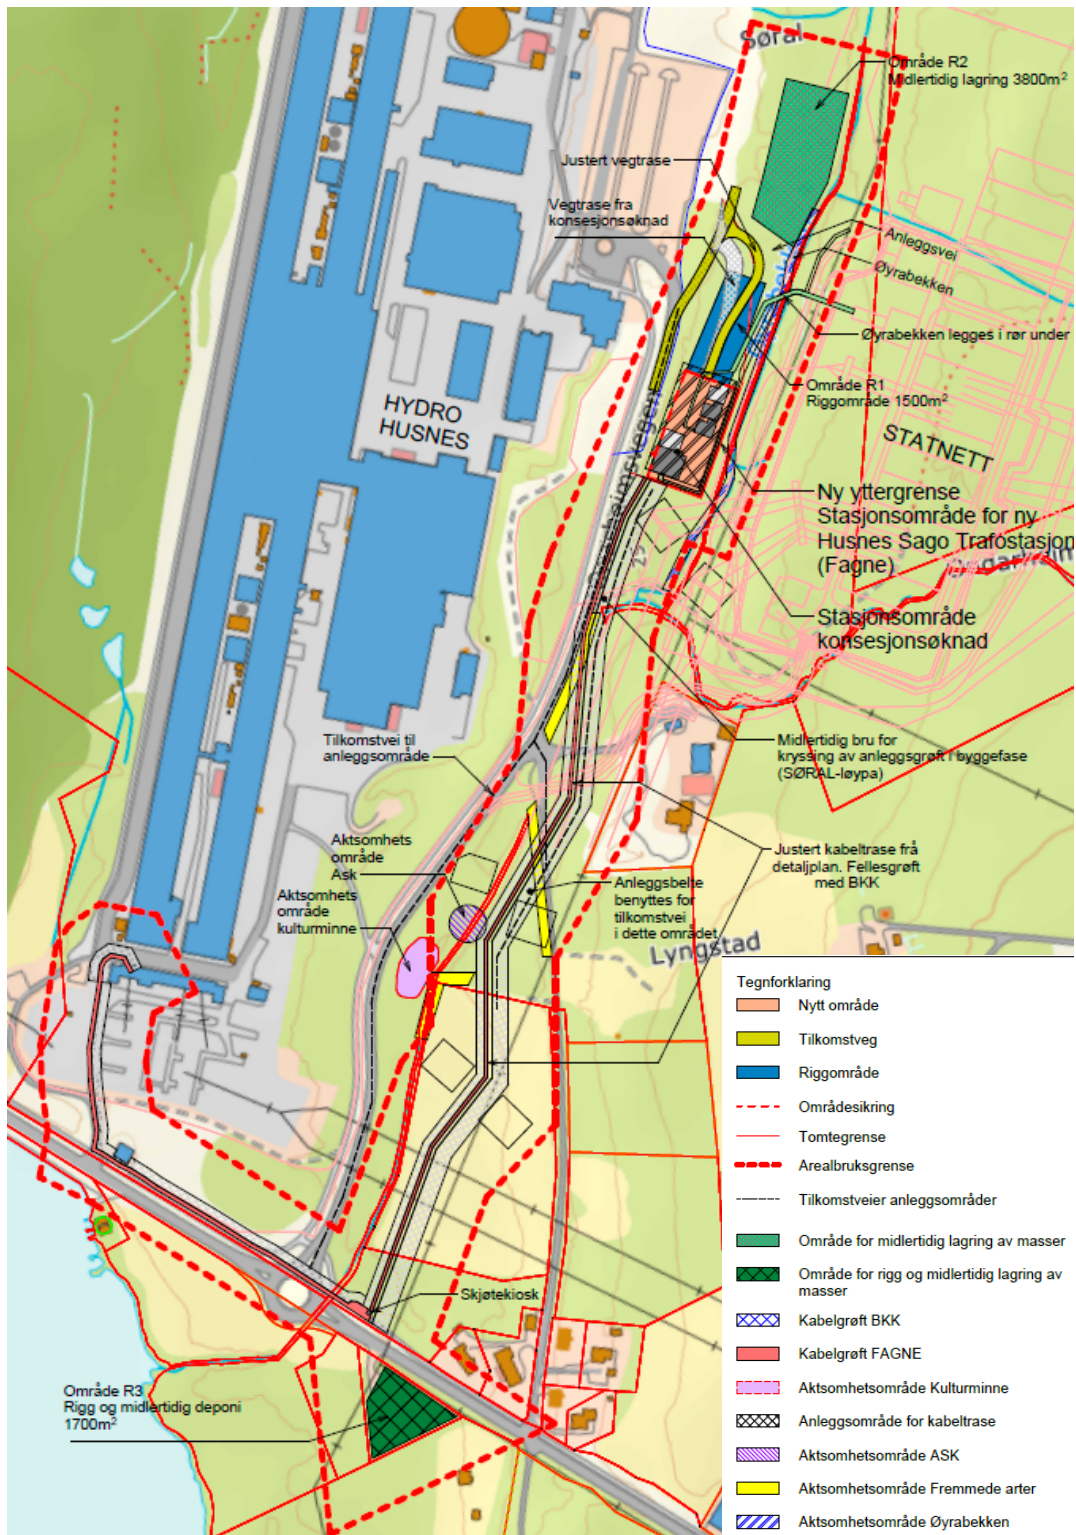 Søral
Område R2
Midlertidig lagring 3800m²
Justert vegtrase
Vegtrase fra
konsesjonsøknad
Anleggsvei
Øyrabekken
Øyrabekken legges i rør under
Område R1
Riggområde 1500m²
HYDRO
HUSNES
STATNETT
Ny yttergrense
Stasjonsområde for ny
Husnes Sago Trafostasjon
(Fagne)
Stasjonsområde
konsesjonsøknad
Tilkomstvei til
anleggsområde
Midlertidig bru for
kryssing av anleggsgrøft i byggefase
(SØRAL-løypa)
Aktsomhets
område
Ask
Aktsomhets
område
kulturminne
Justert kabeltrase frå
detaljplan. Fellesgrøft
med BKK
Anleggsbelte
benyttes for
tilkomstvei
i dette området
Lyngstad
Skjøtekiosk
Område R3
Rigg og midlertidig deponi
1700m²
Tegnforklaring
Nytt område
Tilkomstveg
Riggområde
Områdesikring
Tomtegrense
Arealbruksgrense
Tilkomstveier anleggsområder
Område for midlertidig lagring av masser
Område for rigg og midlertidig lagring av
masser
Kabelgrøft BKK
Kabelgrøft FAGNE
Aktsomhetsområde Kulturminne
Anleggsområde for kabeltrase
Aktsomhetsområde ASK
Aktsomhetsområde Fremmede arter
Aktsomhetsområde Øyrabekken